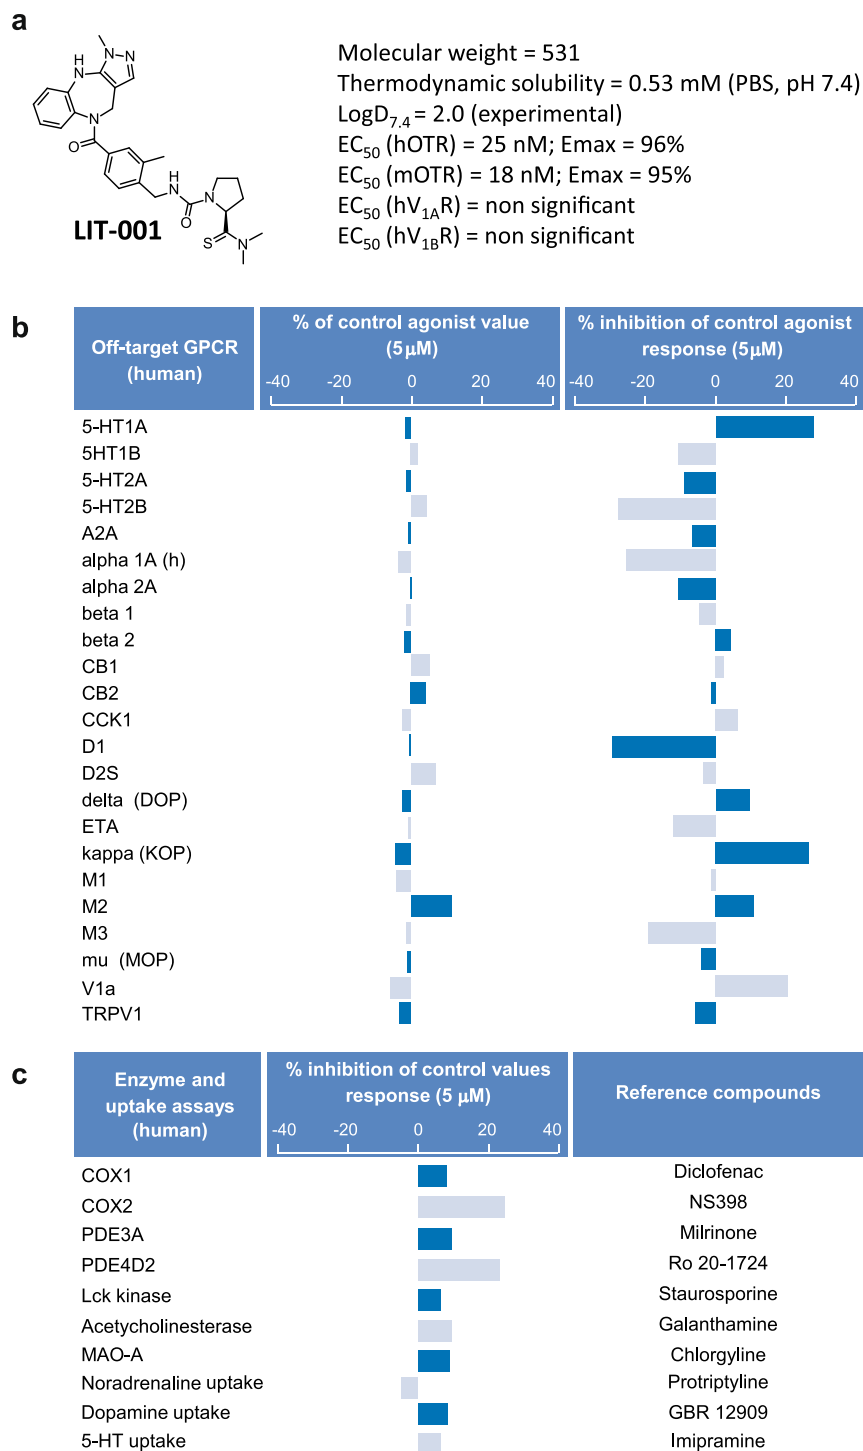 a
N
N
NH
N
O
NH
N
O
S
N
LIT-001
Molecular weight = 531
Thermodynamic solubility = 0.53 mM (PBS, pH 7.4)
LogD7.4 = 2.0 (experimental)
EC50 (hOTR) = 25 nM; Emax = 96%
EC50 (mOTR) = 18 nM; Emax = 95%
EC50 (hV1AR) = non significant
EC50 (hV1BR) = non significant
b
Off-target GPCR
(human)
% of control agonist value
(5μM)
-40 -20 0 20 40
% inhibition of control agonist
response (5μM)
-40 -20 0 20 40
5-HT1A
5HT1B
5-HT2A
5-HT2B
A2A
alpha 1A (h)
alpha 2A
beta 1
beta 2
CB1
CB2
CCK1
D1
D2S
delta (DOP)
ETA
kappa (KOP)
M1
M2
M3
mu (MOP)
V1a
TRPV1
c
Enzyme and
uptake assays
(human)
% inhibition of control values
response (5 μM)
-40 -20 0 20 40
Reference compounds
COX1 Diclofenac
COX2 NS398
PDE3A Milrinone
PDE4D2 Ro 20-1724
Lck kinase Staurosporine
Acetycholinesterase Galanthamine
MAO-A Chlorgyline
Noradrenaline uptake Protriptyline
Dopamine uptake GBR 12909
5-HT uptake Imipramine